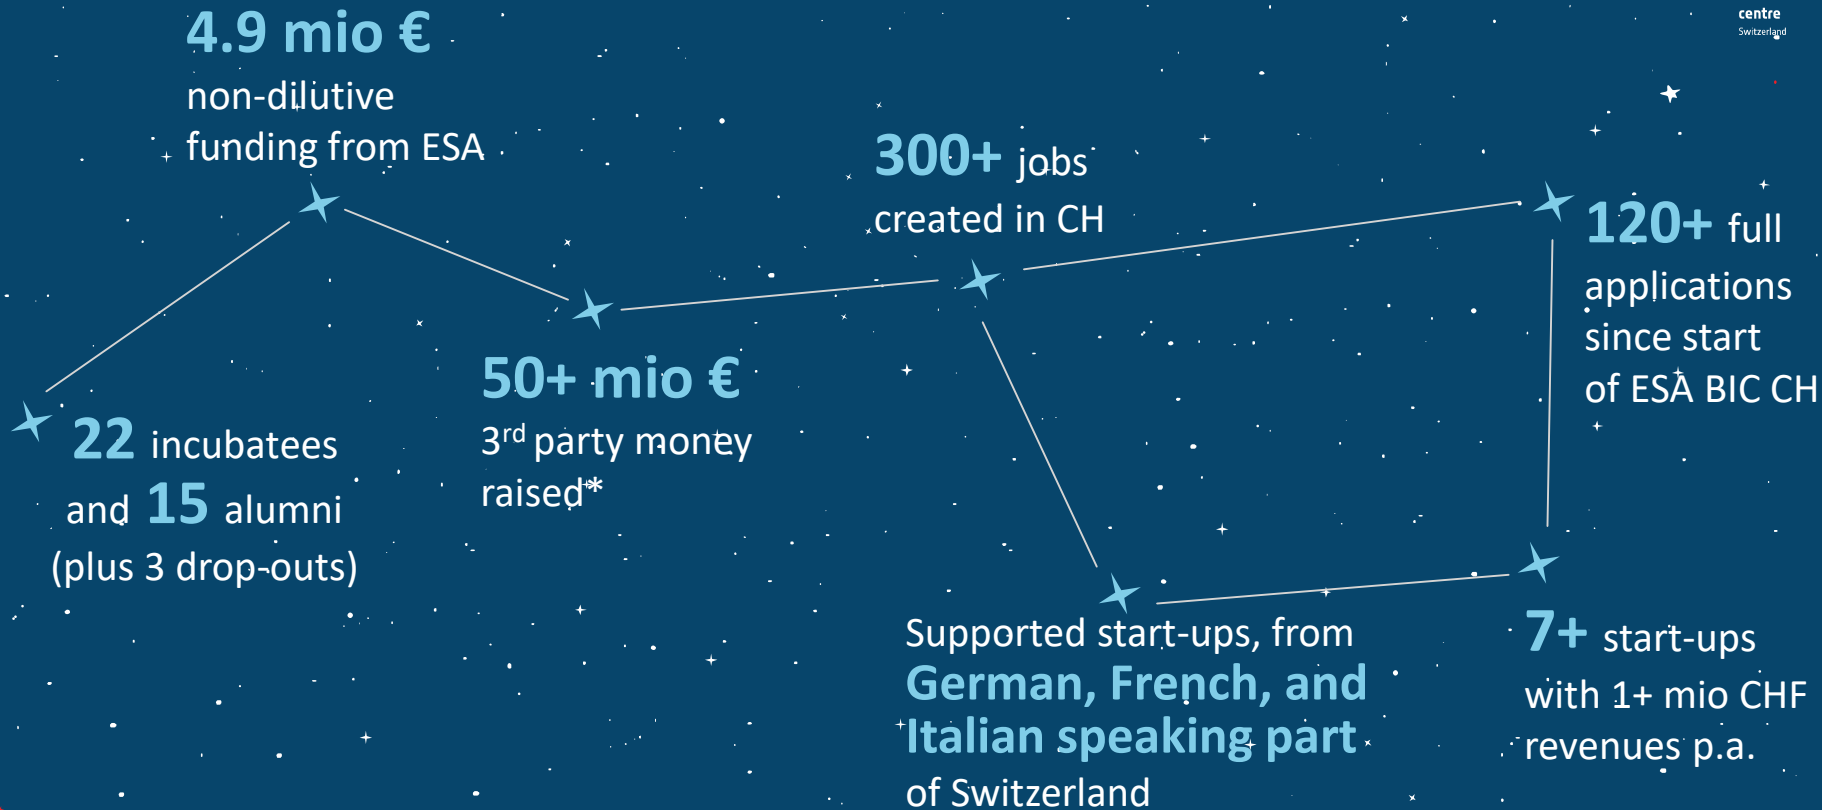 centre
Switzerland
4.9 mio €
non-dilutive
funding from ESA
300+ jobs
created in CH
120+ full
applications
since start
of ESA BIC CH
50+ mio €
3rd party money
raised*
22 incubatees
and 15 alumni
(plus 3 drop-outs)
Supported start-ups, from
German, French, and
Italian speaking part
of Switzerland
7+ start-ups
with 1+ mio CHF
revenues p.a.